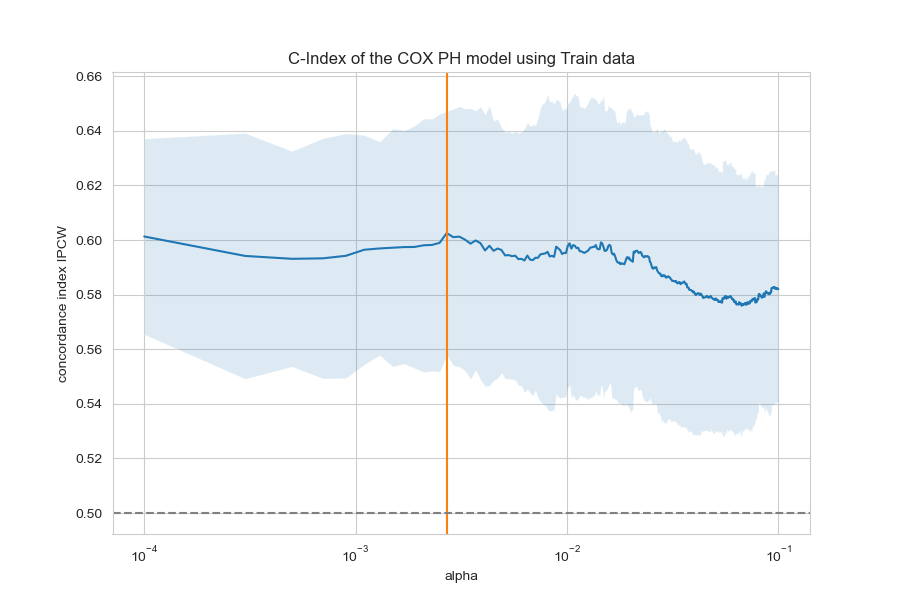 C-Index of the COX PH model using Train data
concordance index IPCW
0.66
0.64
0.62
0.60
0.58
0.56
0.54
0.52
0.50
10⁻⁴ 10⁻³ 10⁻² 10⁻¹
alpha